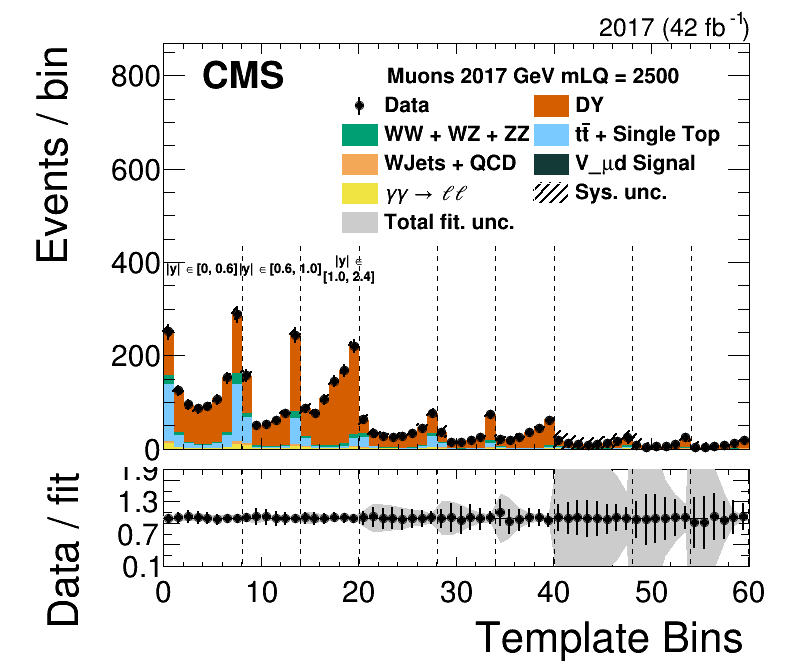 2017 (42 fb⁻¹)
CMS
Muons 2017 GeV mLQ = 2500
Data
DY
WW + WZ + ZZ
tt̄ + Single Top
WJets + QCD
V_μd Signal
γγ → ℓℓ
Sys. unc.
Total fit. unc.
Events / bin
800
600
400
200
0
|y| ∈ [0, 0.6]
|y| ∈ [0.6, 1.0]
|y| ∈
[1.0, 2.4]
Data / fit
1.9
1.3
0.7
0.1
0 10 20 30 40 50 60
Template Bins